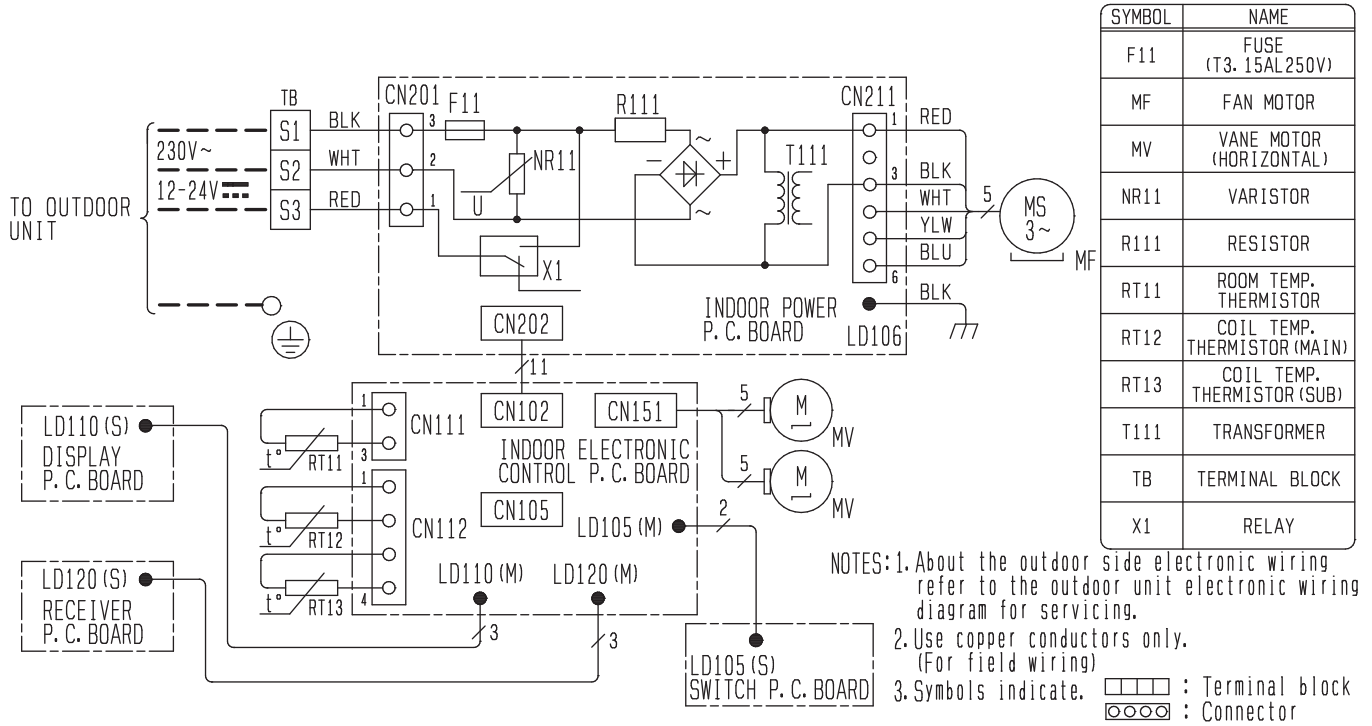 TO OUTDOOR
UNIT
230V~
12-24V
TB
S1
S2
S3
BLK
WHT
RED
CN201
3
2
1
F11
NR11
U
X1
R111
~
−
+
~
T111
CN211
1
3
6
RED
BLK
WHT
YLW
BLU
5
MS
3~
MF
BLK
LD106
INDOOR POWER
P. C. BOARD
CN202
11
CN102
CN151
INDOOR ELECTRONIC
CONTROL P. C. BOARD
CN105
5
M
MV
5
M
MV
CN111
1
3
t°
RT11
CN112
1
4
t°
RT12
t°
RT13
LD110 (S)
DISPLAY
P. C. BOARD
LD120 (S)
RECEIVER
P. C. BOARD
LD110 (M)
3
LD120 (M)
3
LD105 (M)
2
LD105 (S)
SWITCH P. C. BOARD
SYMBOL NAME
F11 FUSE
(T3. 15AL250V)
MF FAN MOTOR
MV VANE MOTOR
(HORIZONTAL)
NR11 VARISTOR
R111 RESISTOR
RT11 ROOM TEMP.
THERMISTOR
RT12 COIL TEMP.
THERMISTOR (MAIN)
RT13 COIL TEMP.
THERMISTOR (SUB)
T111 TRANSFORMER
TB TERMINAL BLOCK
X1 RELAY
NOTES: 1. About the outdoor side electronic wiring
refer to the outdoor unit electronic wiring
diagram for servicing.
2. Use copper conductors only.
(For field wiring)
3. Symbols indicate.
: Terminal block
: Connector